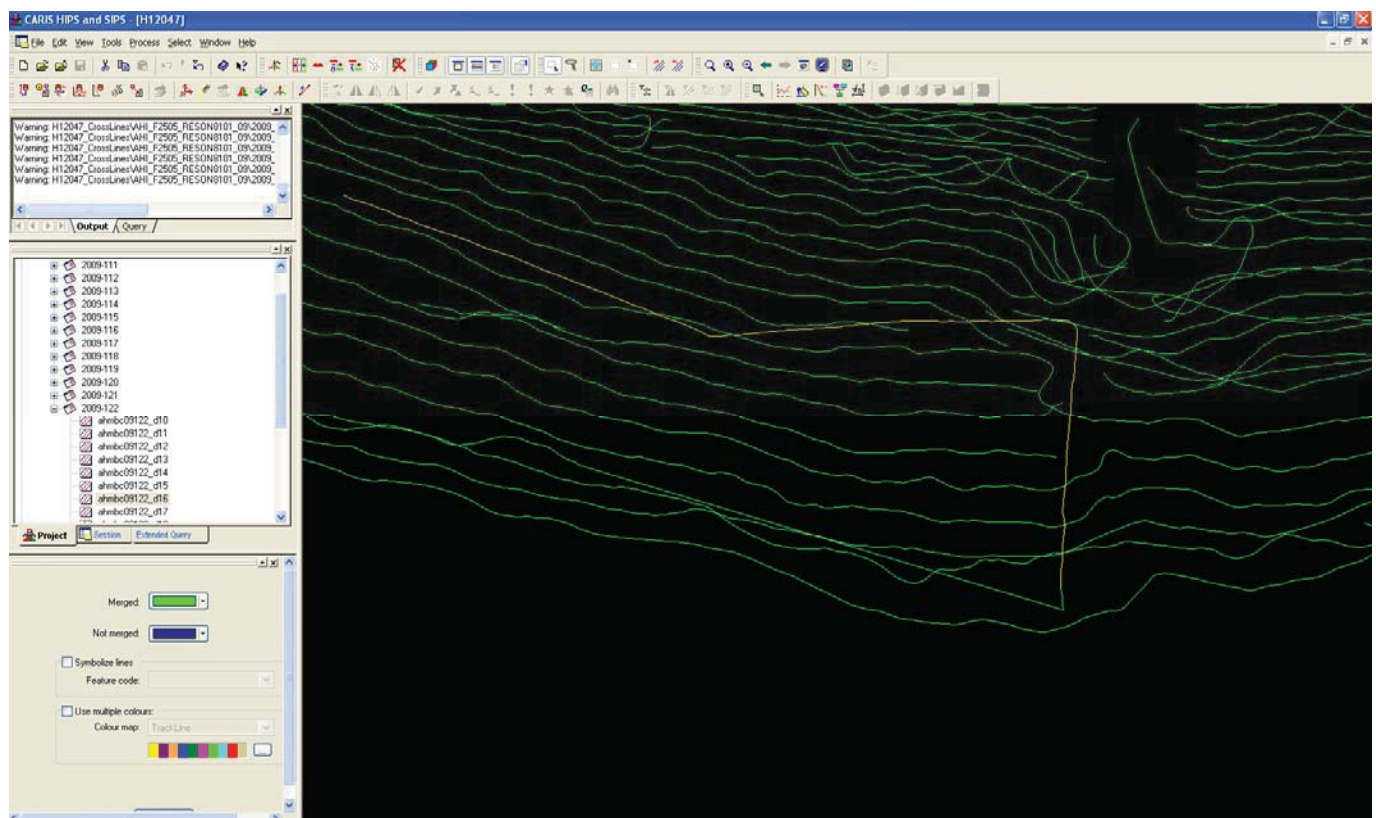 CARIS HIPS and SIPS - [H12047]
File Edit View Tools Process Select Window Help
Warning: H12047_CrossLines\AHI_F2505_RESON8101_09\2009_
Warning: H12047_CrossLines\AHI_F2505_RESON8101_09\2009_
Warning: H12047_CrossLines\AHI_F2505_RESON8101_09\2009_
Warning: H12047_CrossLines\AHI_F2505_RESON8101_09\2009_
Warning: H12047_CrossLines\AHI_F2505_RESON8101_09\2009_
Warning: H12047_CrossLines\AHI_F2505_RESON8101_09\2009_
Output Query
2009-111
2009-112
2009-113
2009-114
2009-115
2009-116
2009-117
2009-118
2009-119
2009-120
2009-121
2009-122
ahmbc09122_d10
ahmbc09122_d11
ahmbc09122_d12
ahmbc09122_d13
ahmbc09122_d14
ahmbc09122_d15
ahmbc09122_d16
ahmbc09122_d17
Project Session Extended Query
Merged:
Not merged:
Symbolize lines
Feature code:
Use multiple colours:
Colour map: TrackLine
...